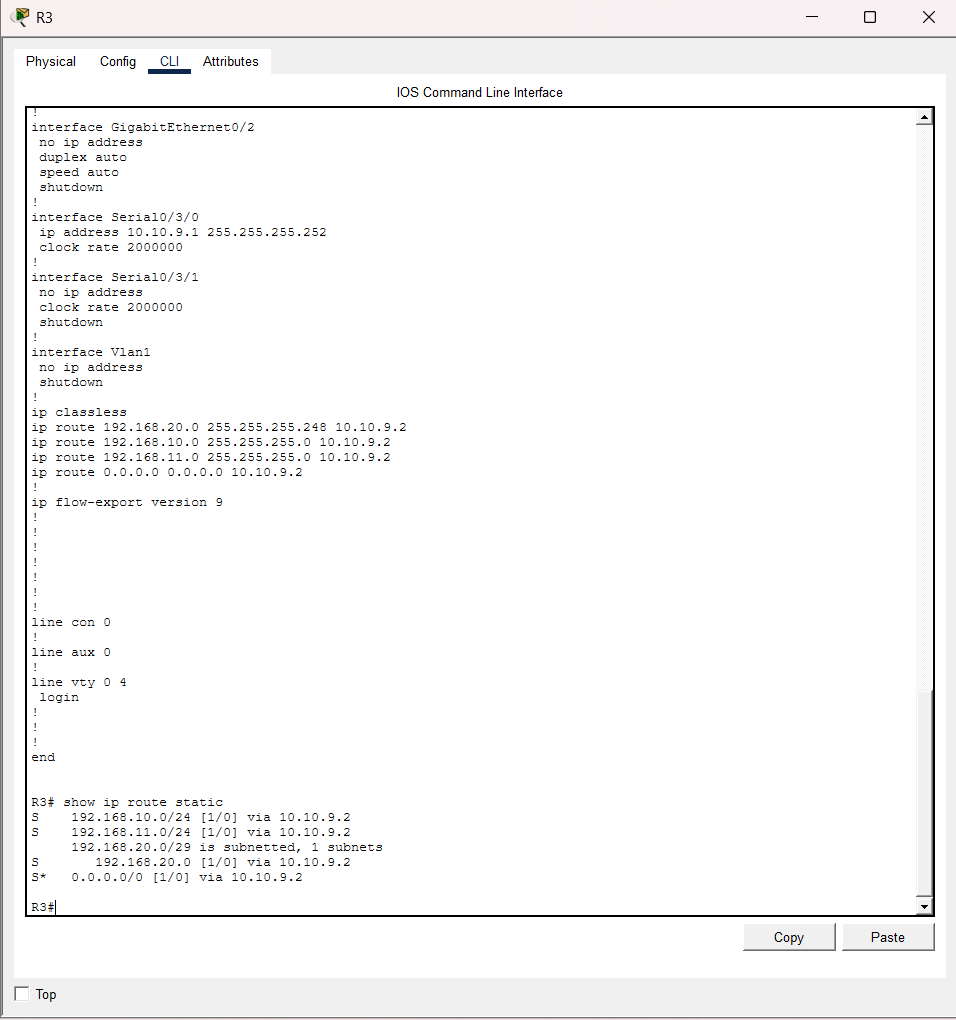 R3
Physical Config CLI Attributes
IOS Command Line Interface
!
interface GigabitEthernet0/2
 no ip address
 duplex auto
 speed auto
 shutdown
!
interface Serial0/3/0
 ip address 10.10.9.1 255.255.255.252
 clock rate 2000000
!
interface Serial0/3/1
 no ip address
 clock rate 2000000
 shutdown
!
interface Vlan1
 no ip address
 shutdown
!
ip classless
ip route 192.168.20.0 255.255.255.248 10.10.9.2
ip route 192.168.10.0 255.255.255.0 10.10.9.2
ip route 192.168.11.0 255.255.255.0 10.10.9.2
ip route 0.0.0.0 0.0.0.0 10.10.9.2
!
ip flow-export version 9
!
!
!
!
!
!
!
line con 0
!
line aux 0
!
line vty 0 4
 login
!
!
!
end
R3# show ip route static
S    192.168.10.0/24 [1/0] via 10.10.9.2
S    192.168.11.0/24 [1/0] via 10.10.9.2
     192.168.20.0/29 is subnetted, 1 subnets
S       192.168.20.0 [1/0] via 10.10.9.2
S*   0.0.0.0/0 [1/0] via 10.10.9.2
R3#
Copy Paste
Top